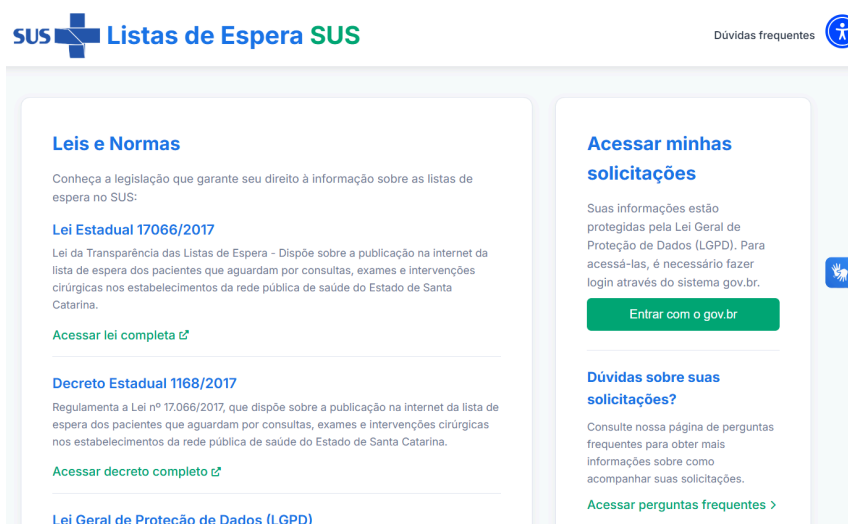 SUS Listas de Espera SUS
Dúvidas frequentes
Leis e Normas
Conheça a legislação que garante seu direito à informação sobre as listas de
espera no SUS:
Lei Estadual 17066/2017
Lei da Transparência das Listas de Espera - Dispõe sobre a publicação na internet da
lista de espera dos pacientes que aguardam por consultas, exames e intervenções
cirúrgicas nos estabelecimentos da rede pública de saúde do Estado de Santa
Catarina.
Acessar lei completa
Decreto Estadual 1168/2017
Regulamenta a Lei nº 17.066/2017, que dispõe sobre a publicação na internet da lista de
espera dos pacientes que aguardam por consultas, exames e intervenções cirúrgicas
nos estabelecimentos da rede pública de saúde do Estado de Santa Catarina.
Acessar decreto completo
Lei Geral de Proteção de Dados (LGPD)
Acessar minhas
solicitações
Suas informações estão
protegidas pela Lei Geral de
Proteção de Dados (LGPD). Para
acessá-las, é necessário fazer
login através do sistema gov.br.
Entrar com o gov.br
Dúvidas sobre suas
solicitações?
Consulte nossa página de perguntas
frequentes para obter mais
informações sobre como
acompanhar suas solicitações.
Acessar perguntas frequentes >